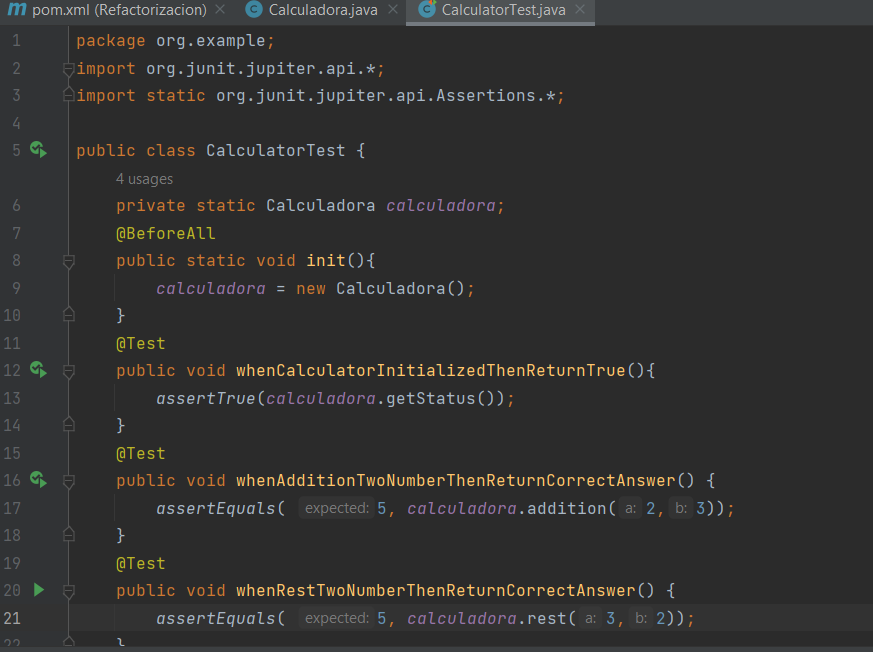 m pom.xml (Refactorizacion) × C Calculadora.java × C CalculatorTest.java ×
1 package org.example;
2 import org.junit.jupiter.api.*;
3 import static org.junit.jupiter.api.Assertions.*;
4
5 public class CalculatorTest {
4 usages
6 private static Calculadora calculadora;
7 @BeforeAll
8 public static void init(){
9 calculadora = new Calculadora();
10 }
11 @Test
12 public void whenCalculatorInitializedThenReturnTrue(){
13 assertTrue(calculadora.getStatus());
14 }
15 @Test
16 public void whenAdditionTwoNumberThenReturnCorrectAnswer() {
17 assertEquals( expected: 5, calculadora.addition( a: 2, b: 3));
18 }
19 @Test
20 public void whenRestTwoNumberThenReturnCorrectAnswer() {
21 assertEquals( expected: 5, calculadora.rest( a: 3, b: 2));
22 }